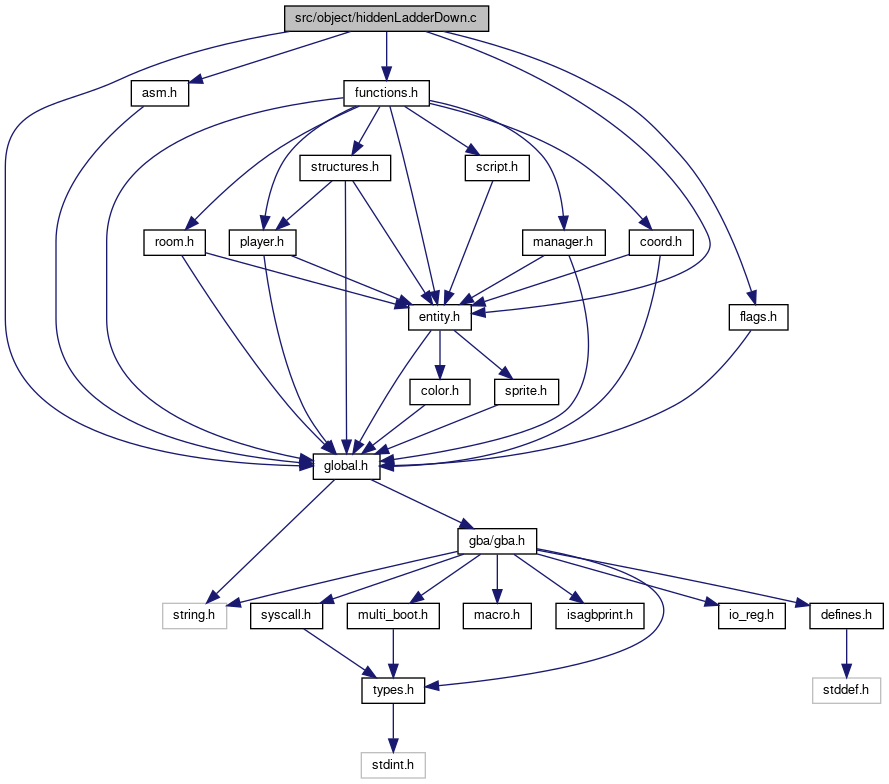 src/object/hiddenLadderDown.c
asm.h
functions.h
structures.h
script.h
room.h
player.h
manager.h
coord.h
entity.h
flags.h
color.h
sprite.h
global.h
gba/gba.h
string.h
syscall.h
multi_boot.h
macro.h
isagbprint.h
io_reg.h
defines.h
types.h
stddef.h
stdint.h